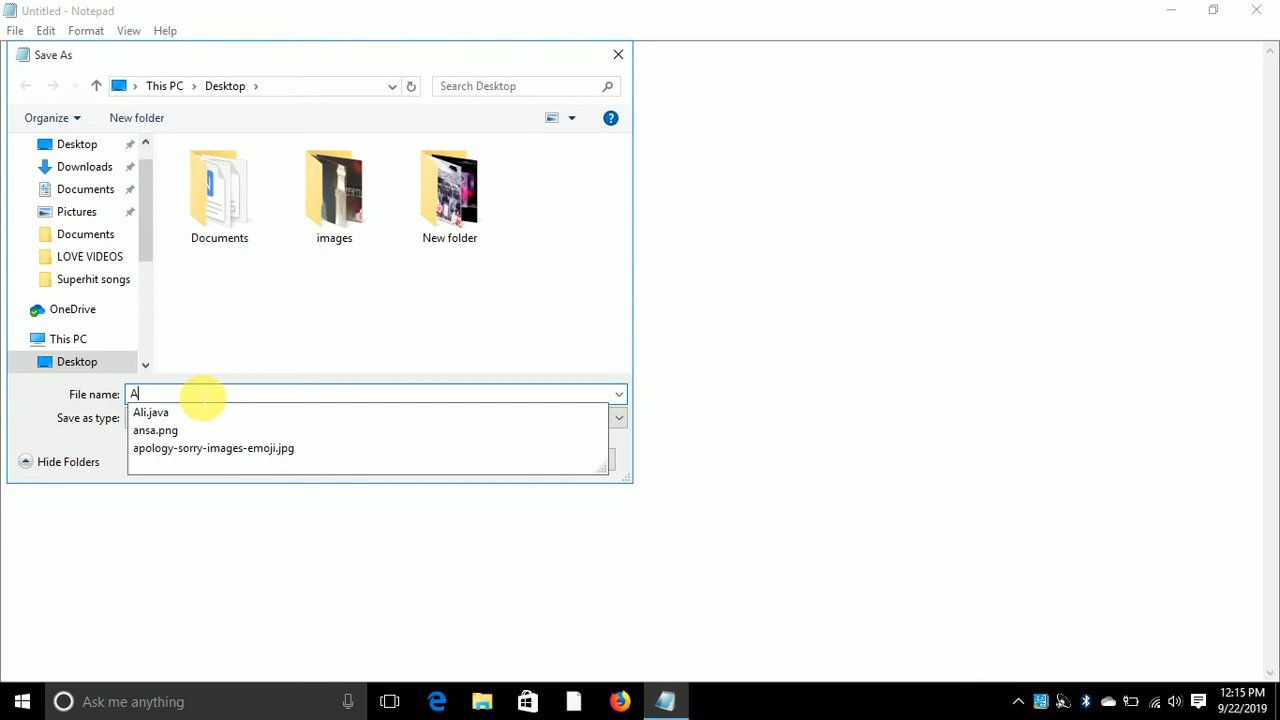 Untitled - Notepad
File Edit Format View Help
Save As
This PC Desktop
Search Desktop
Organize New folder
Desktop
Downloads
Documents
Pictures
Documents
LOVE VIDEOS
Superhit songs
OneDrive
This PC
Desktop
Documents images New folder
File name: A
Ali.java
Save as type:
ansa.png
apology-sorry-images-emoji.jpg
Hide Folders
Ask me anything
12:15 PM
9/22/2019